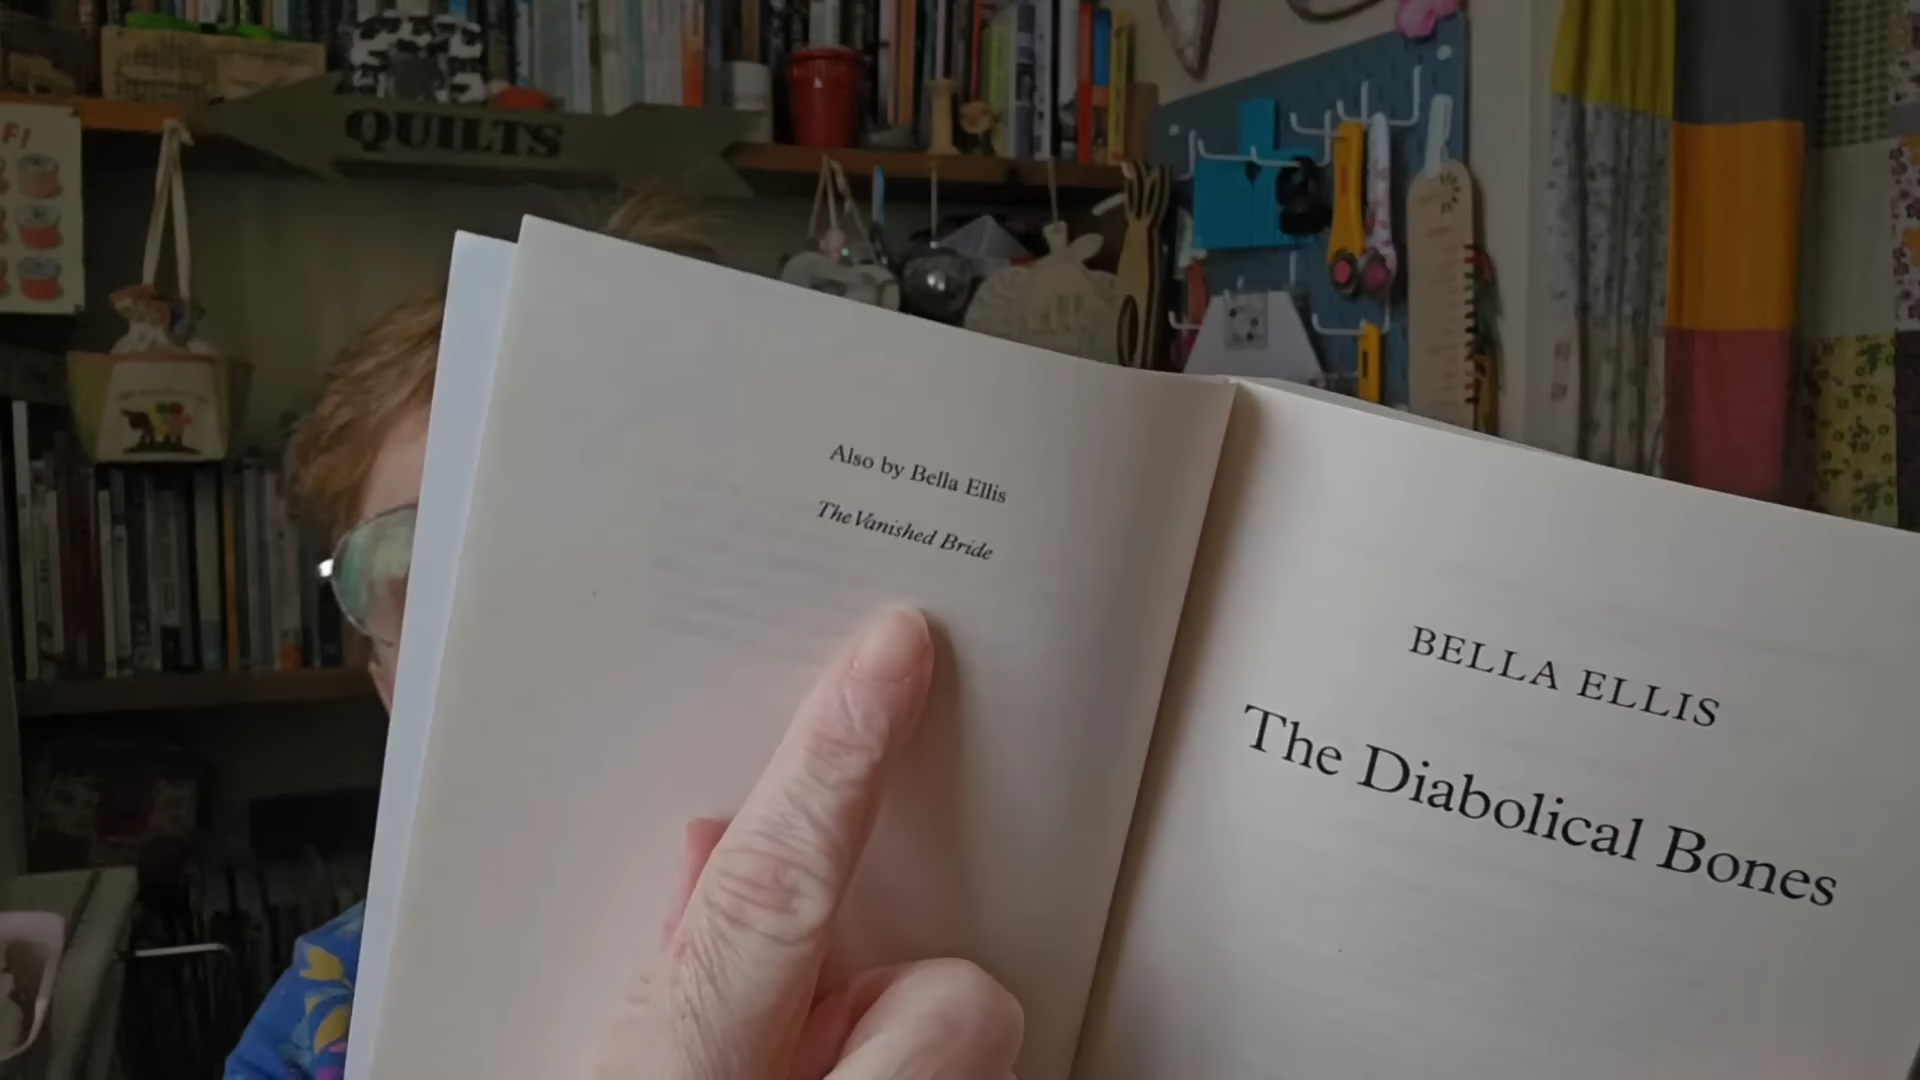 QUILTS
Also by Bella Ellis
The Vanished Bride
BELLA ELLIS
The Diabolical Bones